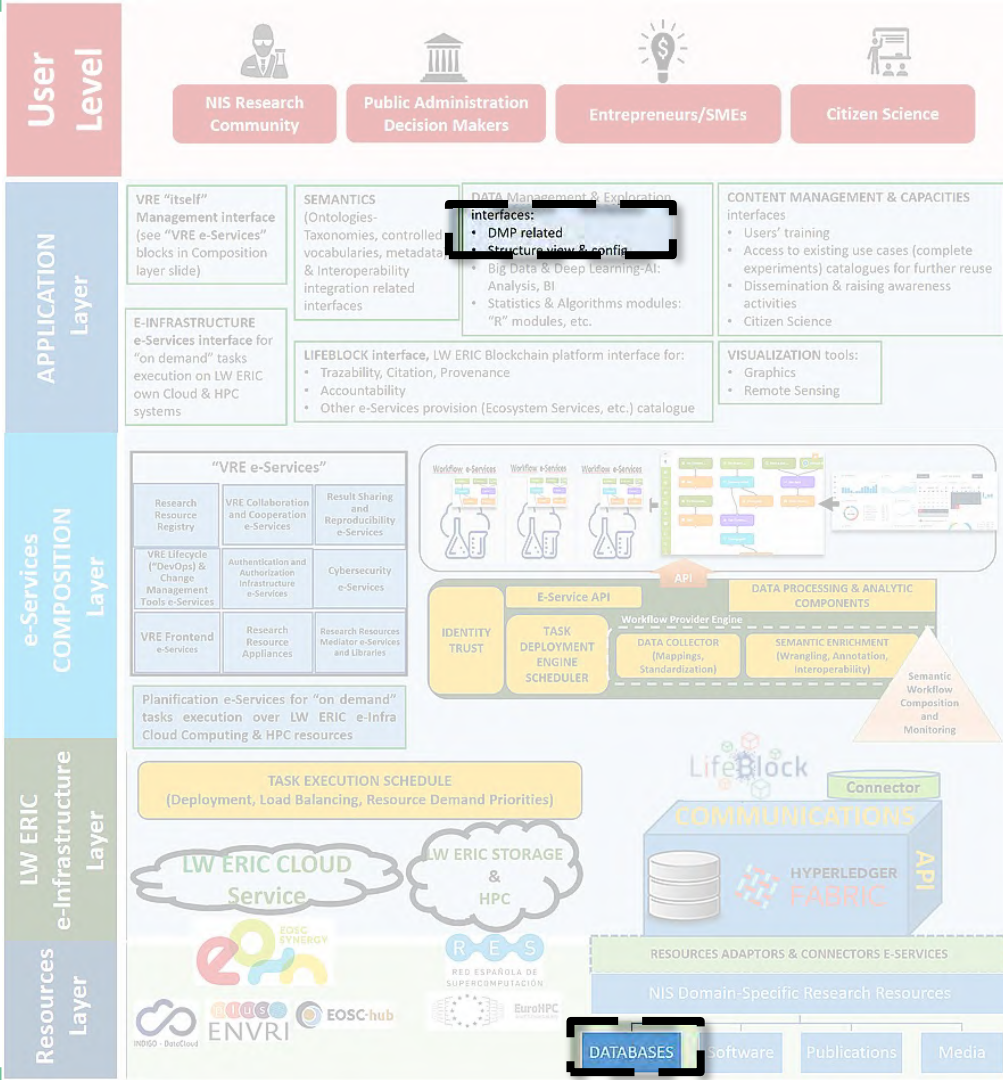 User
Level
NIS Research
Community
Public Administration
Decision Makers
Entrepreneurs/SMEs
Citizen Science
APPLICATION
Layer
VRE “itself”
Management interface
(see “VRE e-Services”
blocks in Composition
layer slide)
SEMANTICS
(Ontologies-
Taxonomies, controlled
vocabularies, metadata
& Interoperability
integration related
interfaces
DATA Management & Exploration
interfaces:
• DMP related
• Structure view & config
• Big Data & Deep Learning-AI:
Analysis, BI
• Statistics & Algorithms modules:
“R” modules, etc.
CONTENT MANAGEMENT & CAPACITIES
interfaces
• Users’ training
• Access to existing use cases (complete
experiments) catalogues for further reuse
• Dissemination & raising awareness
activities
• Citizen Science
E-INFRASTRUCTURE
e-Services interface for
“on demand” tasks
execution on LW ERIC
own Cloud & HPC
systems
LIFEBLOCK interface, LW ERIC Blockchain platform interface for:
• Trazability, Citation, Provenance
• Accountability
• Other e-Services provision (Ecosystem Services, etc.) catalogue
VISUALIZATION tools:
• Graphics
• Remote Sensing
e-Services
COMPOSITION
Layer
“VRE e-Services”
Research
Resource
Registry
VRE Collaboration
and Cooperation
e-Services
Result Sharing
and
Reproducibility
e-Services
VRE Lifecycle
(“DevOps) &
Change
Management
Tools e-Services
Authentication and
Authorization
Infrastructure
e-Services
Cybersecurity
e-Services
VRE Frontend
e-Services
Research
Resource
Appliances
Research Resources
Mediator e-Services
and Libraries
Planification e-Services for “on demand”
tasks execution over LW ERIC e-Infra
Cloud Computing & HPC resources
Workflow e-Services
Workflow e-Services
Workflow e-Services
API
E-Service API
DATA PROCESSING & ANALYTIC
COMPONENTS
Workflow Provider Engine
IDENTITY
TRUST
TASK
DEPLOYMENT
ENGINE
SCHEDULER
DATA COLLECTOR
(Mappings,
Standardization)
SEMANTIC ENRICHMENT
(Wrangling, Annotation,
Interoperability)
Semantic
Workflow
Composition
and
Monitoring
LW ERIC
e-Infrastructure
Layer
TASK EXECUTION SCHEDULE
(Deployment, Load Balancing, Resource Demand Priorities)
LW ERIC CLOUD
Service
LW ERIC STORAGE
&
HPC
LifeBlock
Connector
COMMUNICATIONS
API
HYPERLEDGER
FABRIC
Resources
Layer
EOSC
SYNERGY
INDIGO - DataCloud
plus
ENVRI
EOSC-hub
RES
RED ESPAÑOLA DE
SUPERCOMPUTACIÓN
EuroHPC
RESOURCES ADAPTORS & CONNECTORS E-SERVICES
NIS Domain-Specific Research Resources
DATABASES
Software
Publications
Media